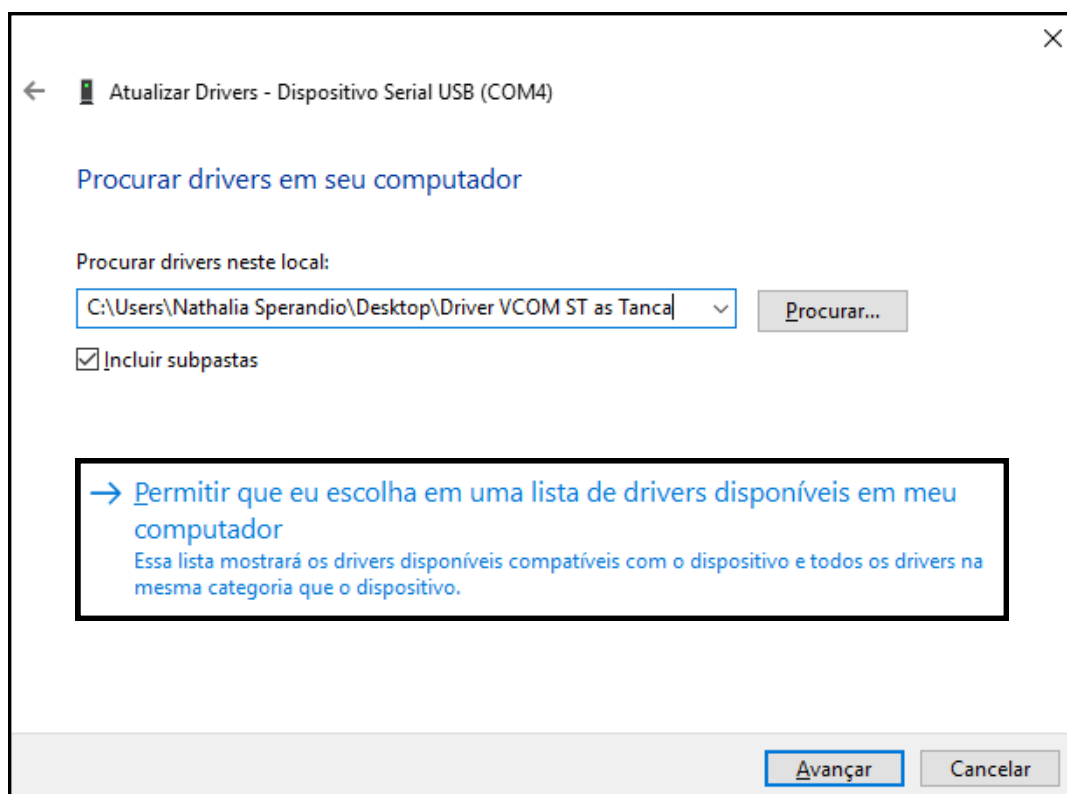 Atualizar Drivers - Dispositivo Serial USB (COM4)
Procurar drivers em seu computador
Procurar drivers neste local:
C:\Users\Nathalia Sperandio\Desktop\Driver VCOM ST as Tanca
Procurar...
Incluir subpastas
Permitir que eu escolha em uma lista de drivers disponíveis em meu
computador
Essa lista mostrará os drivers disponíveis compatíveis com o dispositivo e todos os drivers na
mesma categoria que o dispositivo.
Avançar
Cancelar